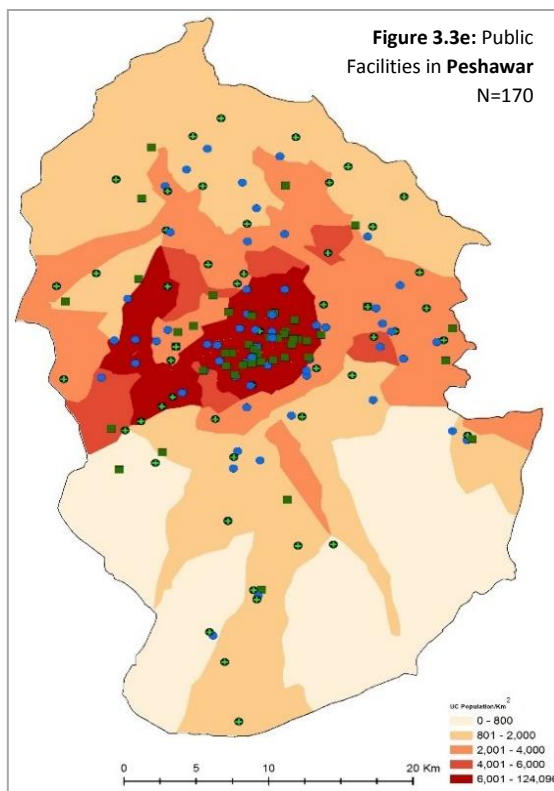 Figure 3.3e: Public
Facilities in Peshawar
N=170
UC Population/Km²
0 - 800
801 - 2,000
2,001 - 4,000
4,001 - 6,000
6,001 - 124,096
0 5 10 20 Km